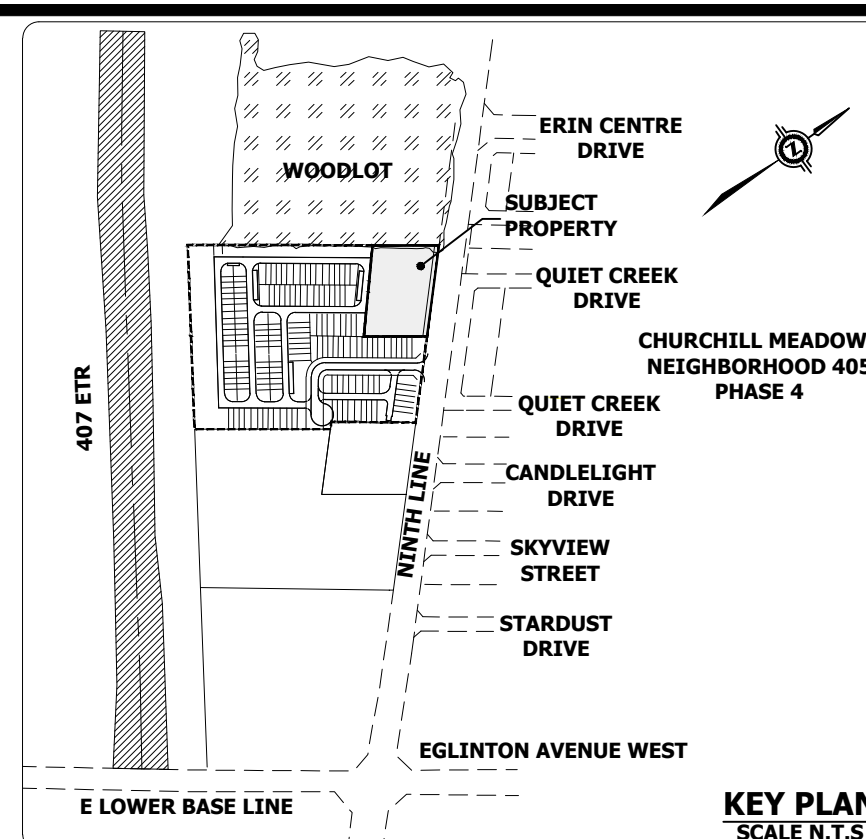 ERIN CENTRE
DRIVE
WOODLOT
SUBJECT
PROPERTY
QUIET CREEK
DRIVE
CHURCHILL MEADOW
NEIGHBORHOOD 405
PHASE 4
407 ETR
QUIET CREEK
DRIVE
NINTH LINE
CANDLELIGHT
DRIVE
SKYVIEW
STREET
STARDUST
DRIVE
EGLINTON AVENUE WEST
E LOWER BASE LINE
KEY PLAN
SCALE N.T.S